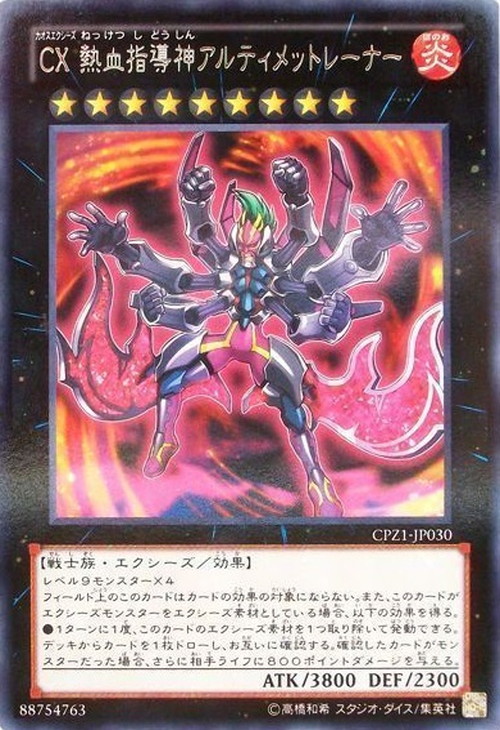 カオスエクシーズ ねっけつ し どう しん
CX 熱血指導神アルティメットレーナー
ほのお
炎
CPZ1-JP030
せん し ぞく こう か
【戦士族・エクシーズ/効果】
レベル9モンスター×4
フィールド上のこのカードはカードの効果の対象にならない。また、このカードが
エクシーズモンスターをエクシーズ素材としている場合、以下の効果を得る。
●1ターンに1度、このカードのエクシーズ素材を1つ取り除いて発動できる。
デッキからカードを1枚ドローし、お互いに確認する。確認したカードがモン
スターだった場合、さらに相手ライフに800ポイントダメージを与える。
ATK/3800 DEF/2300
88754763
©高橋和希 スタジオ・ダイス/集英社